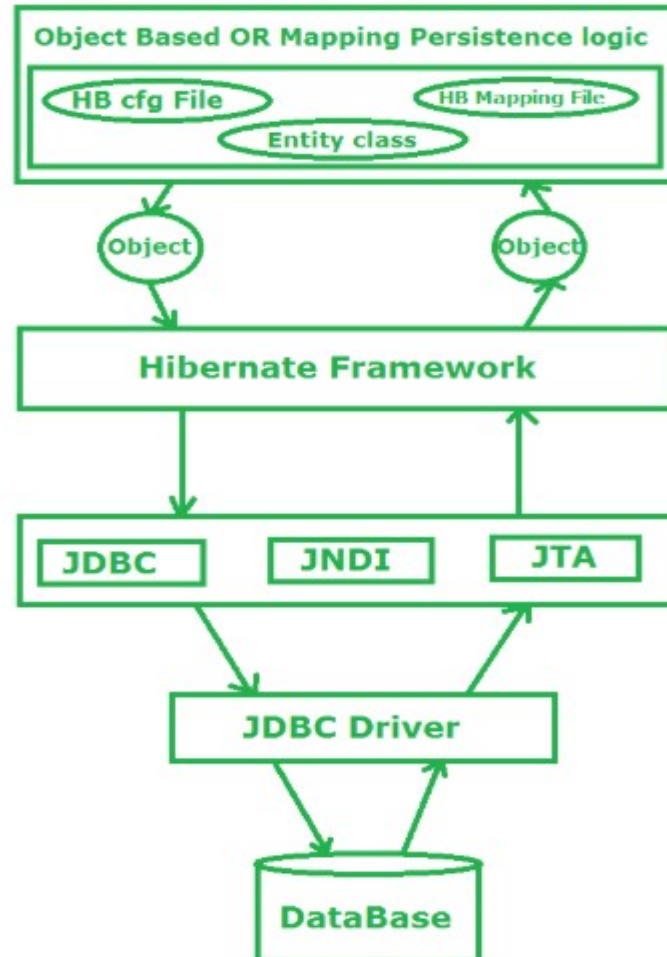 Object Based OR Mapping Persistence logic
HB cfg File
HB Mapping File
Entity class
Object
Object
Hibernate Framework
JDBC
JNDI
JTA
JDBC Driver
DataBase